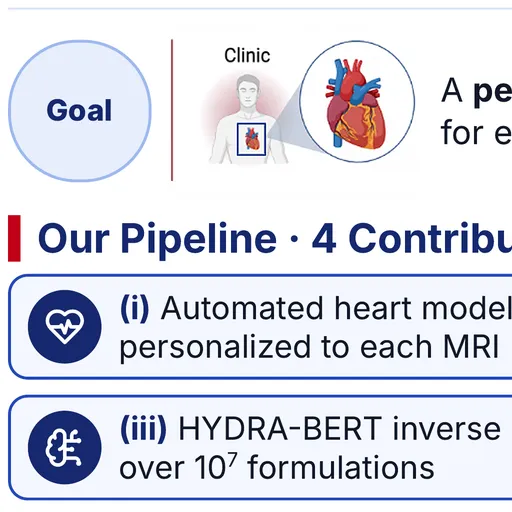 Clinic
Goal
A pe
for e
Our Pipeline · 4 Contribu
(i) Automated heart model
personalized to each MRI
(iii) HYDRA-BERT inverse
over 10⁷ formulations